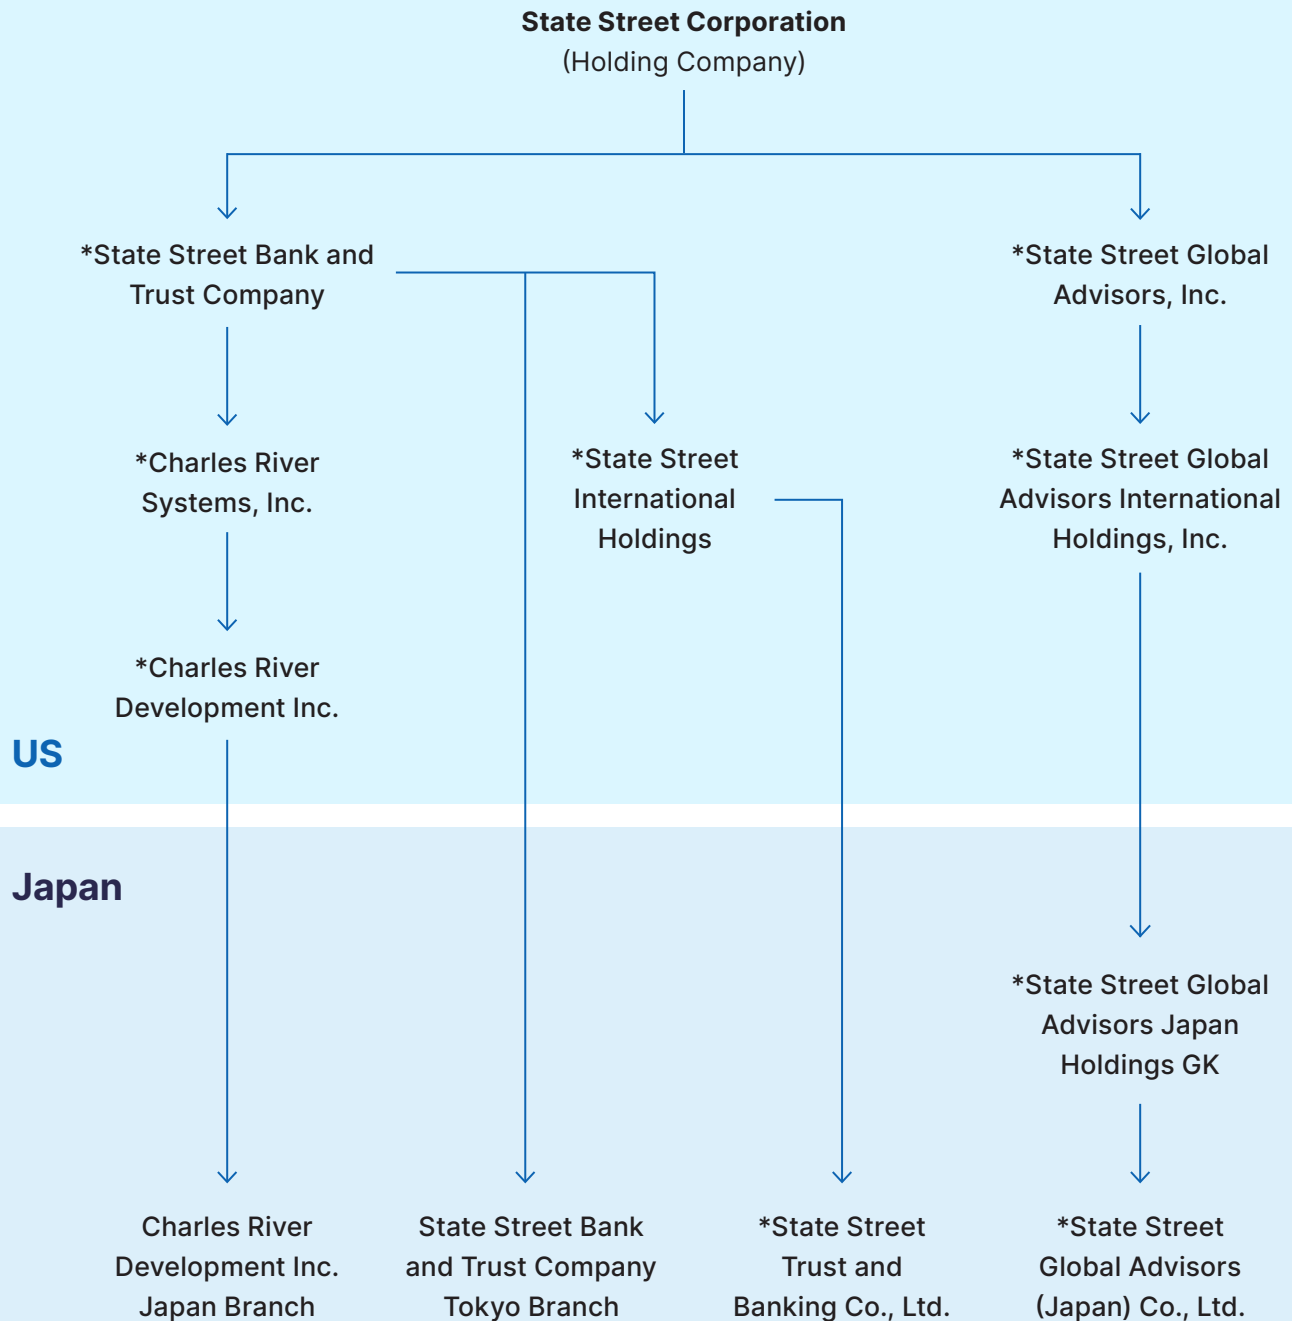 State Street Corporation
(Holding Company)
*State Street Bank and
Trust Company
*State Street Global
Advisors, Inc.
*Charles River
Systems, Inc.
*State Street
International
Holdings
*State Street Global
Advisors International
Holdings, Inc.
*Charles River
Development Inc.
US
Japan
*State Street Global
Advisors Japan
Holdings GK
Charles River
Development Inc.
Japan Branch
State Street Bank
and Trust Company
Tokyo Branch
*State Street
Trust and
Banking Co., Ltd.
*State Street
Global Advisors
(Japan) Co., Ltd.